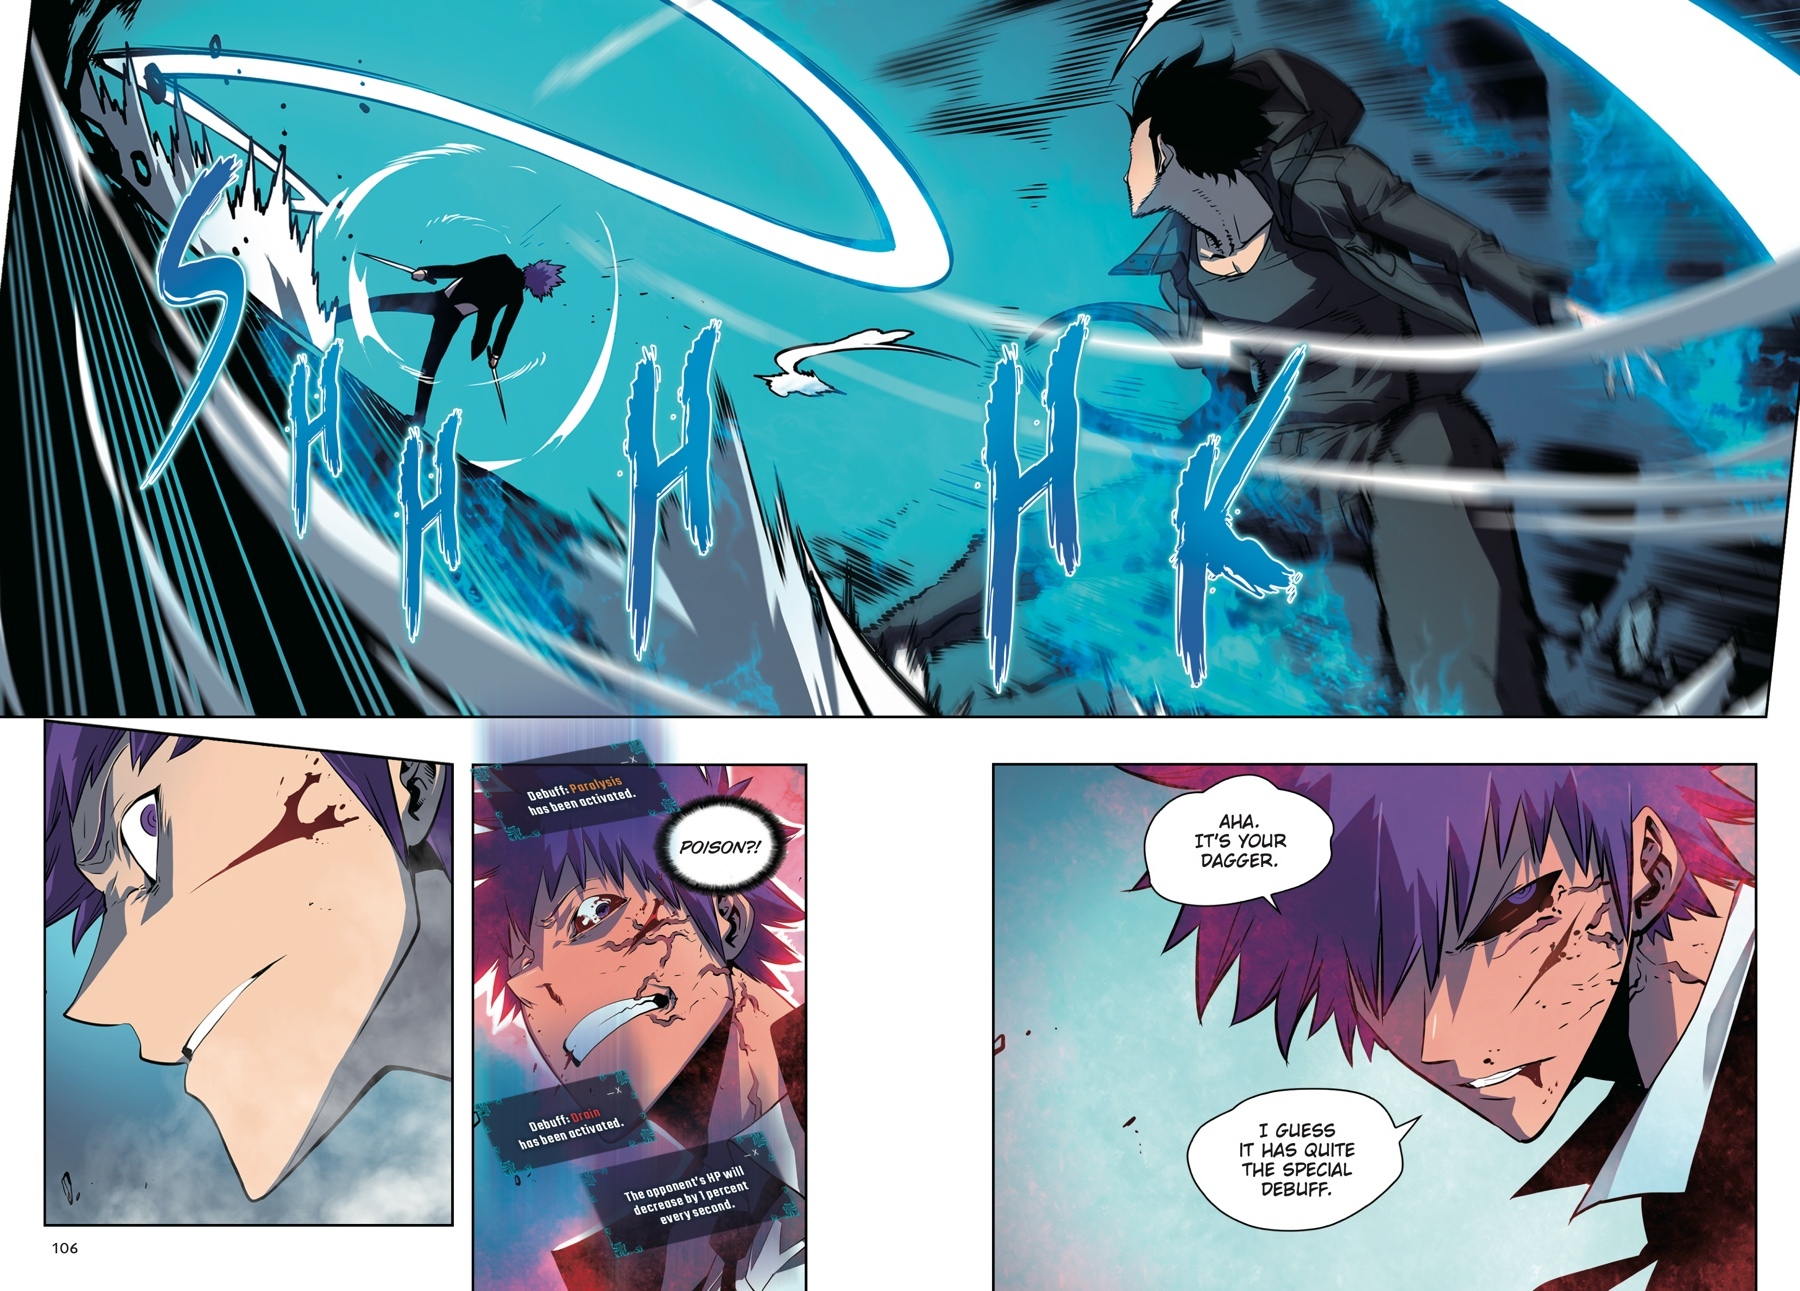 SHHHHK
Debuff: Paralysis
has been activated.
POISON?!
Debuff: Drain
has been activated.
The opponent's HP will
decrease by 1 percent
every second.
AHA.
IT'S YOUR
DAGGER.
I GUESS
IT HAS QUITE
THE SPECIAL
DEBUFF.
106